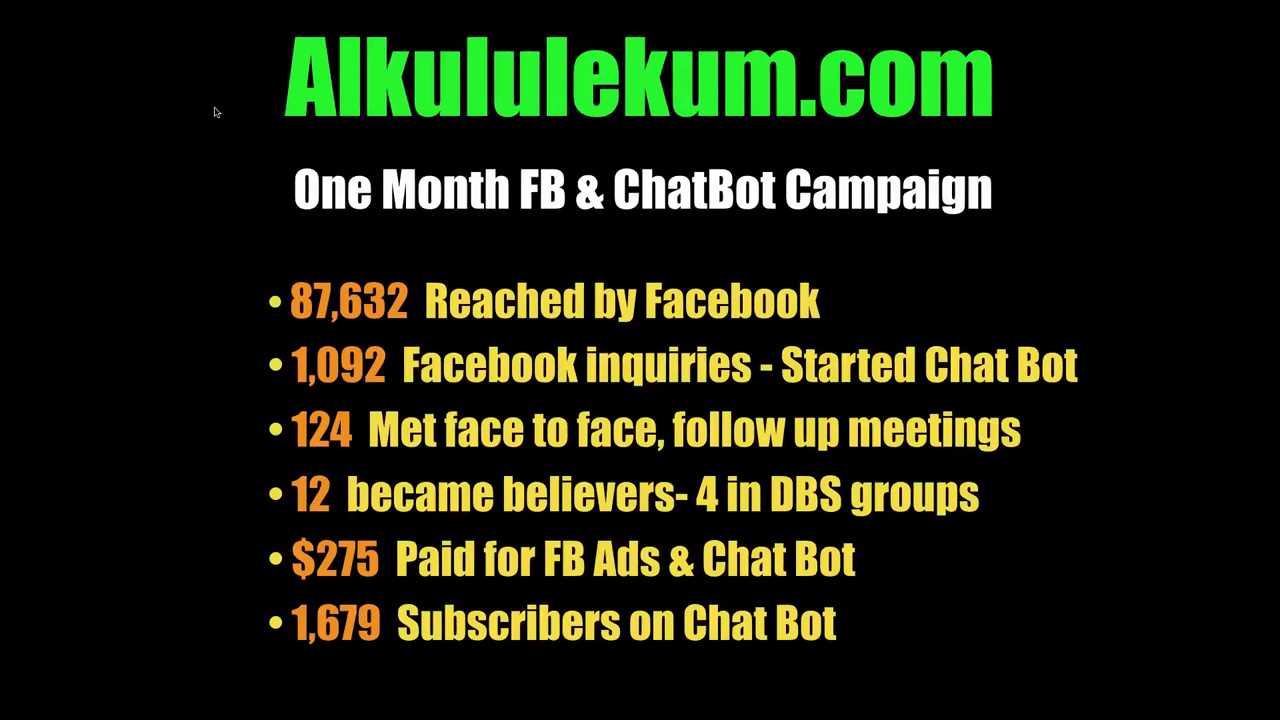 Alkululekum.com
One Month FB & ChatBot Campaign
• 87,632 Reached by Facebook
• 1,092 Facebook inquiries - Started Chat Bot
• 124 Met face to face, follow up meetings
• 12 became believers- 4 in DBS groups
• $275 Paid for FB Ads & Chat Bot
• 1,679 Subscribers on Chat Bot